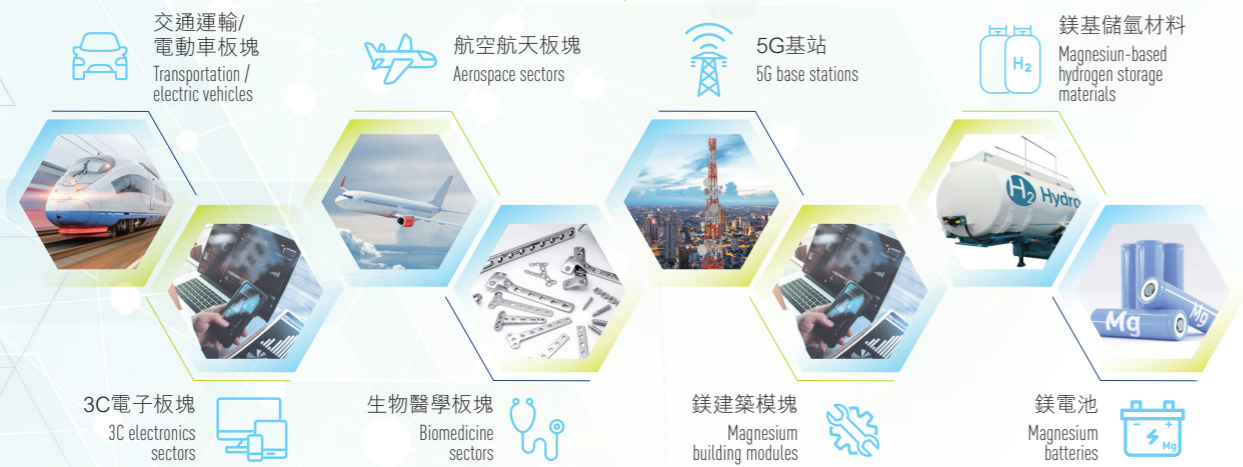 交通運輸/
電動車板塊
Transportation /
electric vehicles
航空航天板塊
Aerospace sectors
5G基站
5G base stations
鎂基儲氫材料
Magnesiun-based
hydrogen storage
materials
H₂
H₂ Hydro
Mg
Mg
3C電子板塊
3C electronics
sectors
生物醫學板塊
Biomedicine
sectors
鎂建築模塊
Magnesium
building modules
鎂電池
Magnesium
batteries
Mg